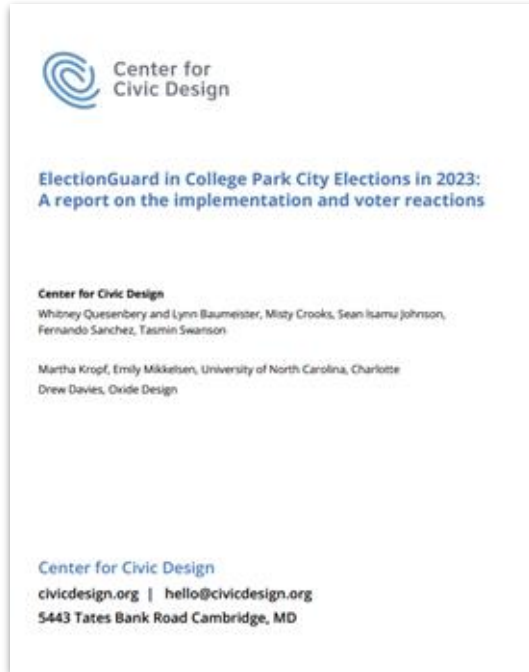 Center for
Civic Design
ElectionGuard in College Park City Elections in 2023:
A report on the implementation and voter reactions
Center for Civic Design
Whitney Quesenbery and Lynn Baumeister, Misty Crooks, Sean Isamu Johnson,
Fernando Sanchez, Tasmin Swanson
Martha Kropf, Emily Mikkelsen, University of North Carolina, Charlotte
Drew Davies, Oxide Design
Center for Civic Design
civicdesign.org | hello@civicdesign.org
5443 Tates Bank Road Cambridge, MD